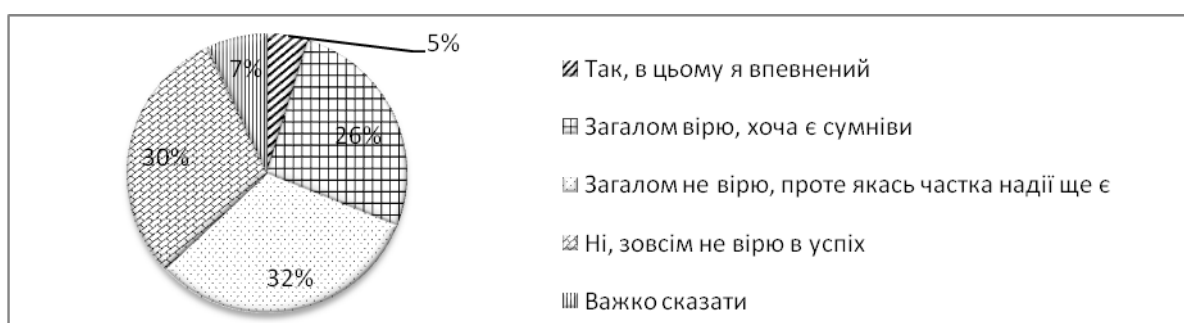 5%
7%
26%
30%
32%
Так, в цьому я впевнений
Загалом вірю, хоча є сумніви
Загалом не вірю, проте якась частка надії ще є
Ні, зовсім не вірю в успіх
Важко сказати